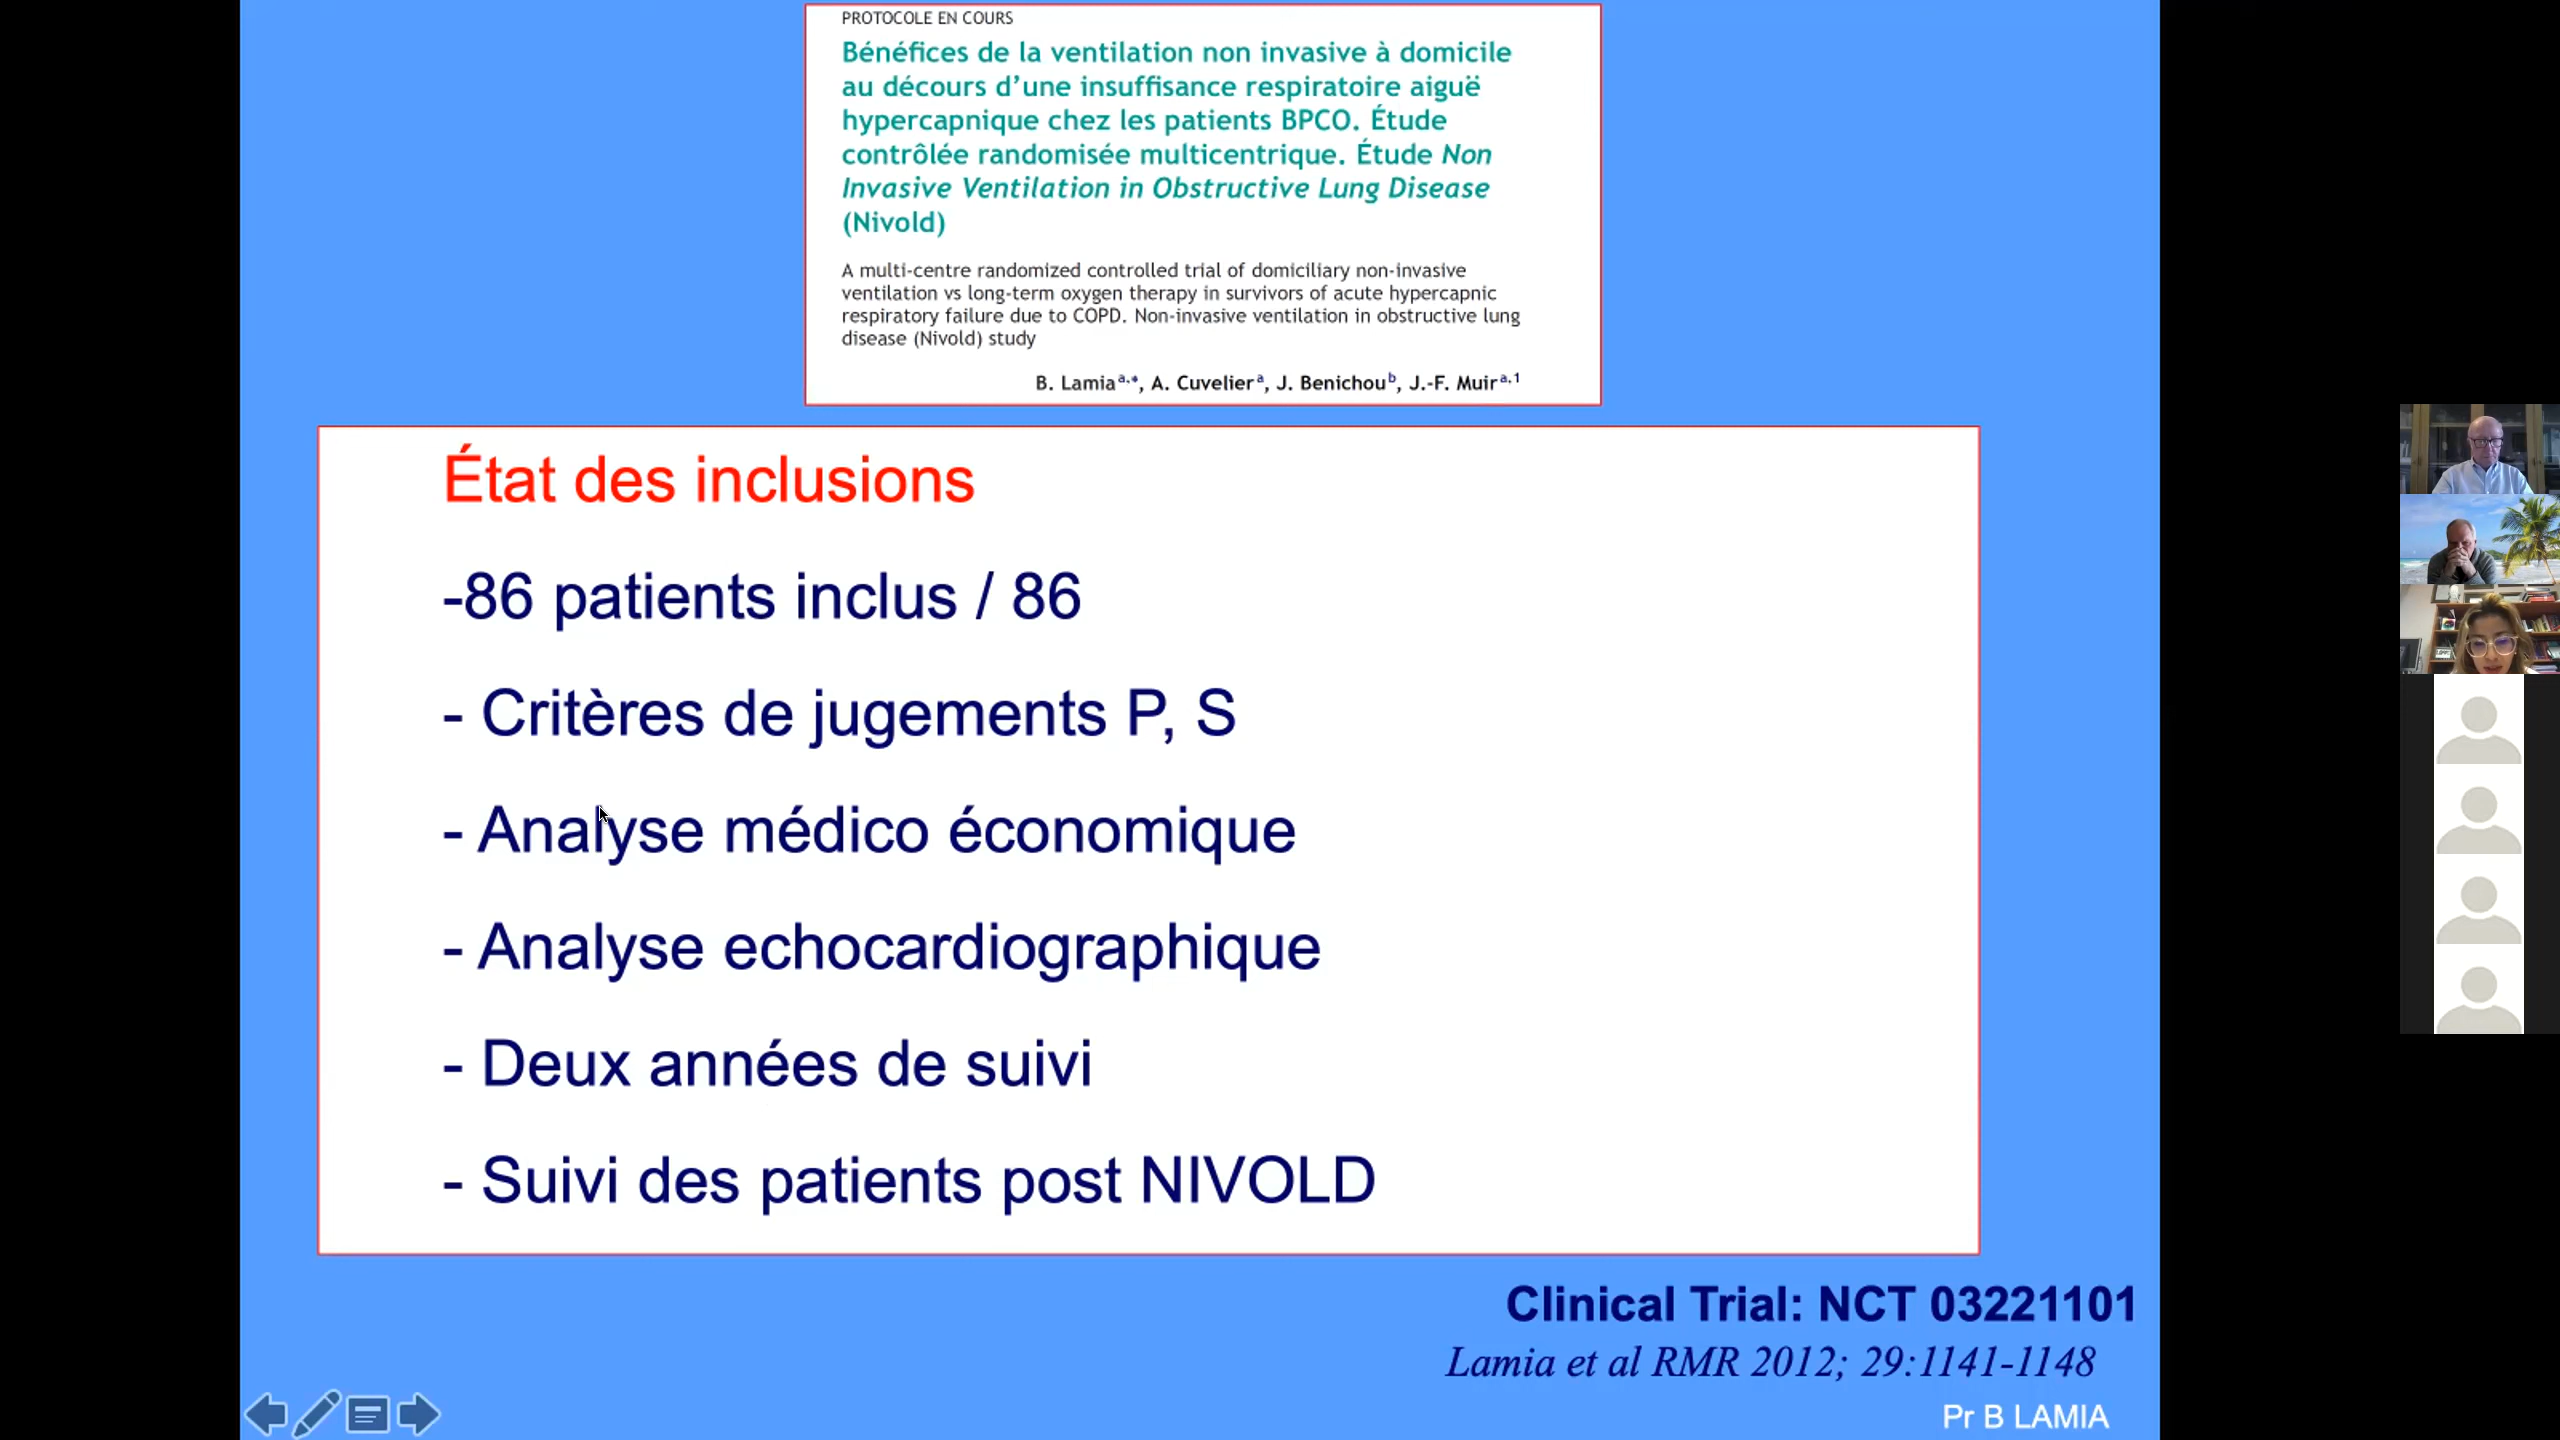 PROTOCOLE EN COURS
Bénéfices de la ventilation non invasive à domicile
au décours d’une insuffisance respiratoire aiguë
hypercapnique chez les patients BPCO. Étude
contrôlée randomisée multicentrique. Étude Non
Invasive Ventilation in Obstructive Lung Disease
(Nivold)
A multi-centre randomized controlled trial of domiciliary non-invasive
ventilation vs long-term oxygen therapy in survivors of acute hypercapnic
respiratory failure due to COPD. Non-invasive ventilation in obstructive lung
disease (Nivold) study
B. Lamia a,*, A. Cuvelier a, J. Benichou b, J.-F. Muir a,1
État des inclusions
-86 patients inclus / 86
- Critères de jugements P, S
- Analyse médico économique
- Analyse echocardiographique
- Deux années de suivi
- Suivi des patients post NIVOLD
Clinical Trial: NCT 03221101
Lamia et al RMR 2012; 29:1141-1148
Pr B LAMIA